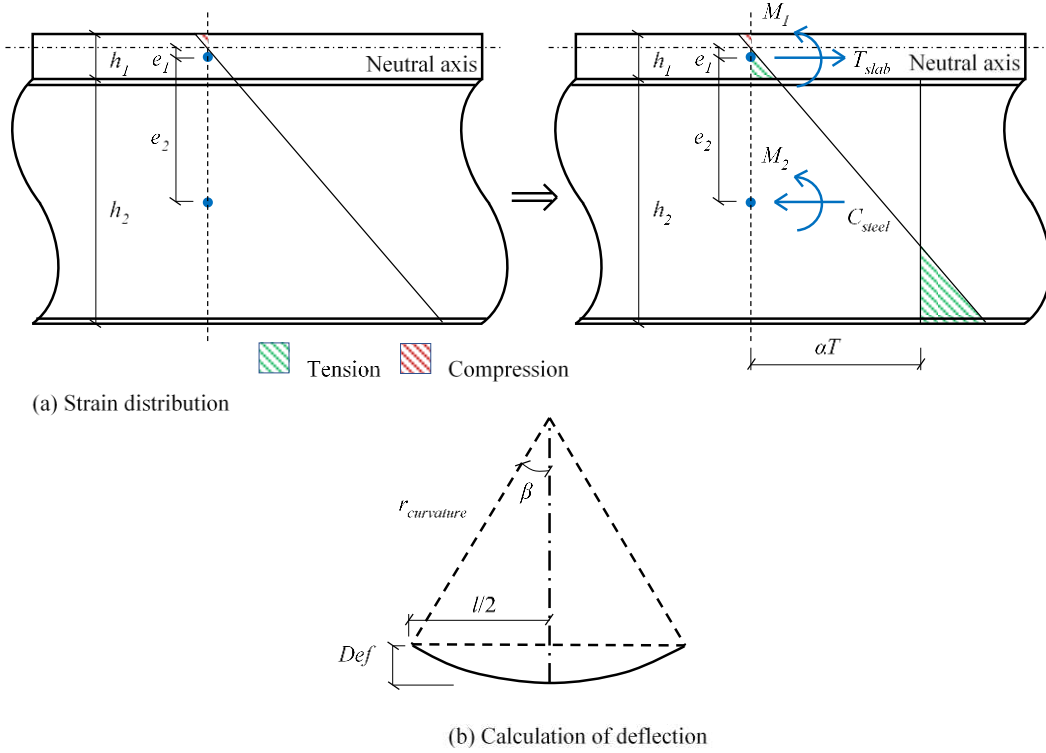 M₁
h₁
e₁
Neutral axis
h₁
e₁
T_slab
Neutral axis
e₂
h₂
e₂
M₂
h₂
C_steel
αT
Tension
Compression
(a) Strain distribution
β
r_curvature
l/2
Def
(b) Calculation of deflection